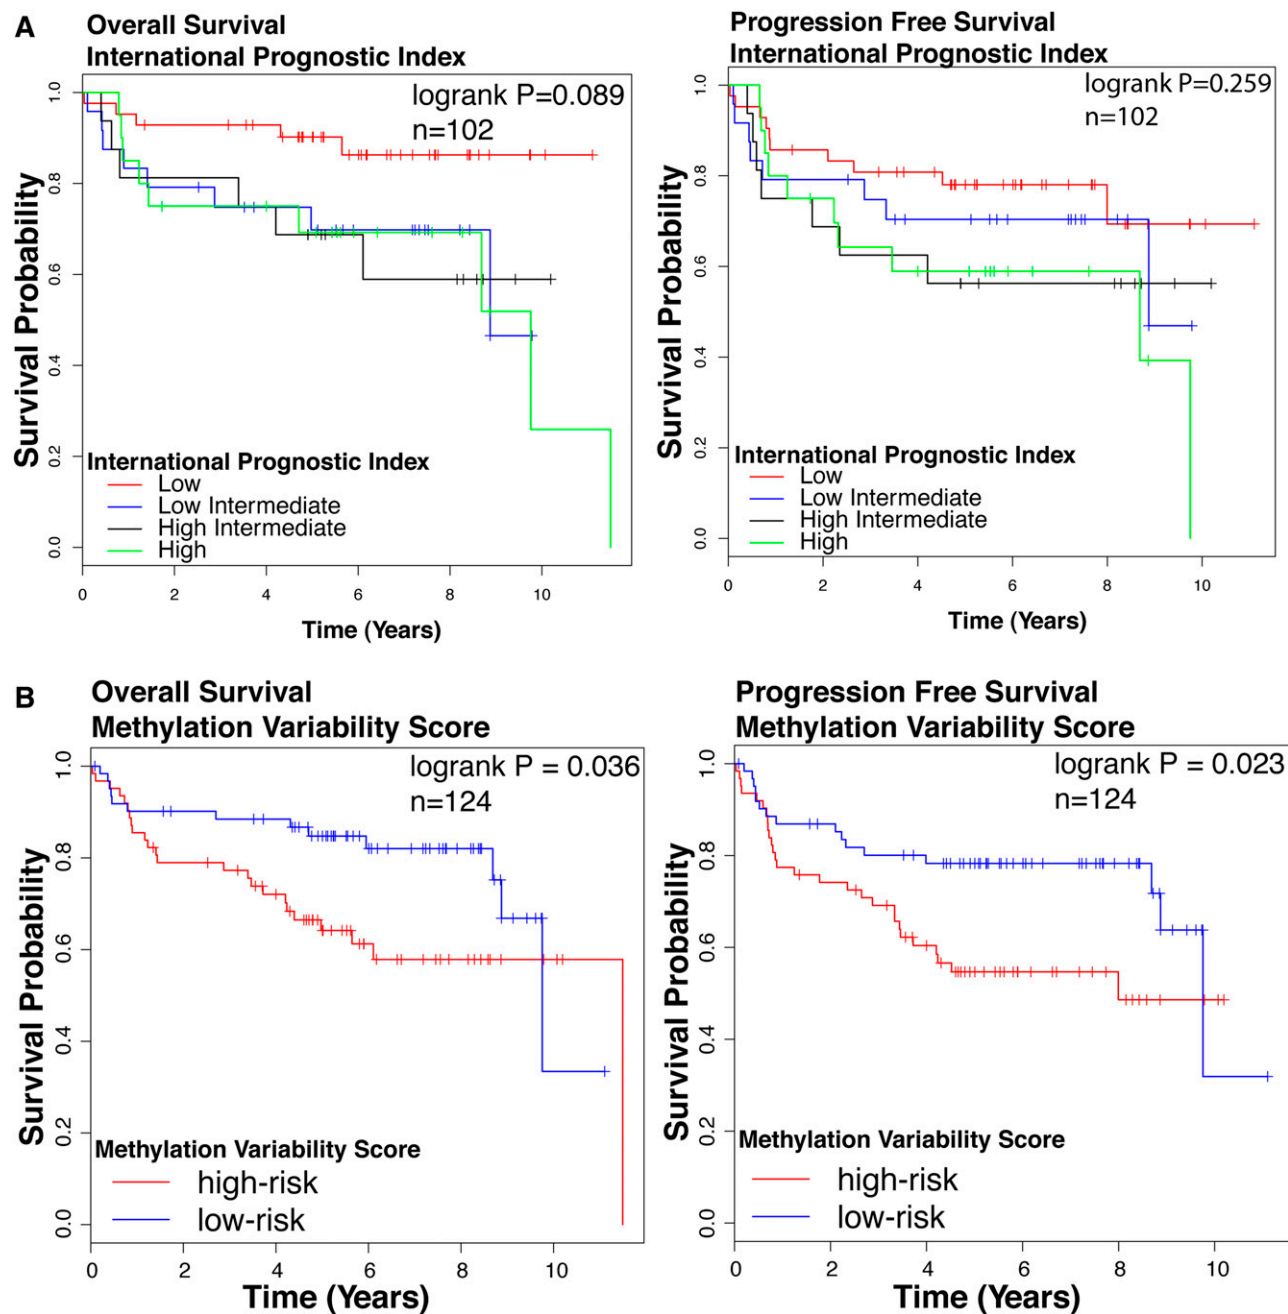 A
Overall Survival
International Prognostic Index
logrank P=0.089
n=102
Survival Probability
1.0
0.8
0.6
0.4
0.2
0.0
International Prognostic Index
Low
Low Intermediate
High Intermediate
High
0 2 4 6 8 10
Time (Years)
Progression Free Survival
International Prognostic Index
logrank P=0.259
n=102
Survival Probability
1.0
0.8
0.6
0.4
0.2
0.0
International Prognostic Index
Low
Low Intermediate
High Intermediate
High
0 2 4 6 8 10
Time (Years)
B
Overall Survival
Methylation Variability Score
logrank P = 0.036
n=124
Survival Probability
1.0
0.8
0.6
0.4
0.2
0.0
Methylation Variability Score
high-risk
low-risk
0 2 4 6 8 10
Time (Years)
Progression Free Survival
Methylation Variability Score
logrank P = 0.023
n=124
Survival Probability
1.0
0.8
0.6
0.4
0.2
0.0
Methylation Variability Score
high-risk
low-risk
0 2 4 6 8 10
Time (Years)